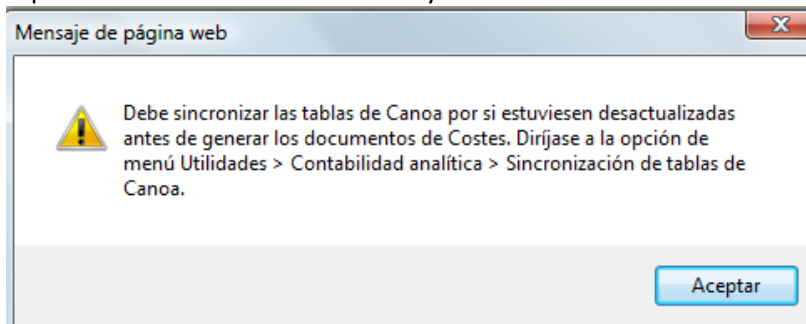 Mensaje de página web
Debe sincronizar las tablas de Canoa por si estuviesen desactualizadas
antes de generar los documentos de Costes. Diríjase a la opción de
menú Utilidades > Contabilidad analítica > Sincronización de tablas de
Canoa.
Aceptar